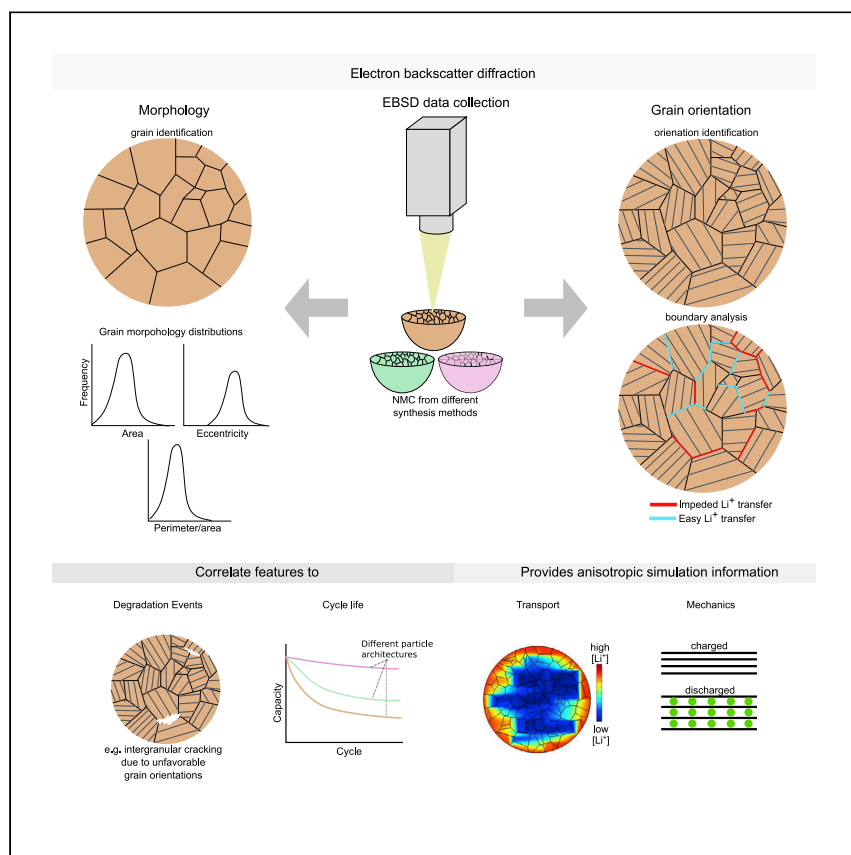 Electron backscatter diffraction
Morphology
grain identification
EBSD data collection
Grain orientation
orienation identification
Grain morphology distributions
Frequency
Area
Eccentricity
Perimeter/area
NMC from different
synthesis methods
boundary analysis
Impeded Li+ transfer
Easy Li+ transfer
Correlate features to
Provides anisotropic simulation information
Degradation Events
e.g. intergranular cracking
due to unfavorable
grain orientations
Cycle life
Different particle
architectures
Capacity
Cycle
Transport
high
[Li+]
low
[Li+]
Mechanics
charged
discharged